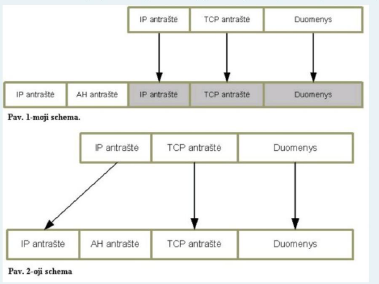 IP antraštė TCP antraštė Duomenys
IP antraštė AH antraštė IP antraštė TCP antraštė Duomenys
Pav. 1-moji schema.
IP antraštė TCP antraštė Duomenys
IP antraštė AH antraštė TCP antraštė Duomenys
Pav. 2-oji schema